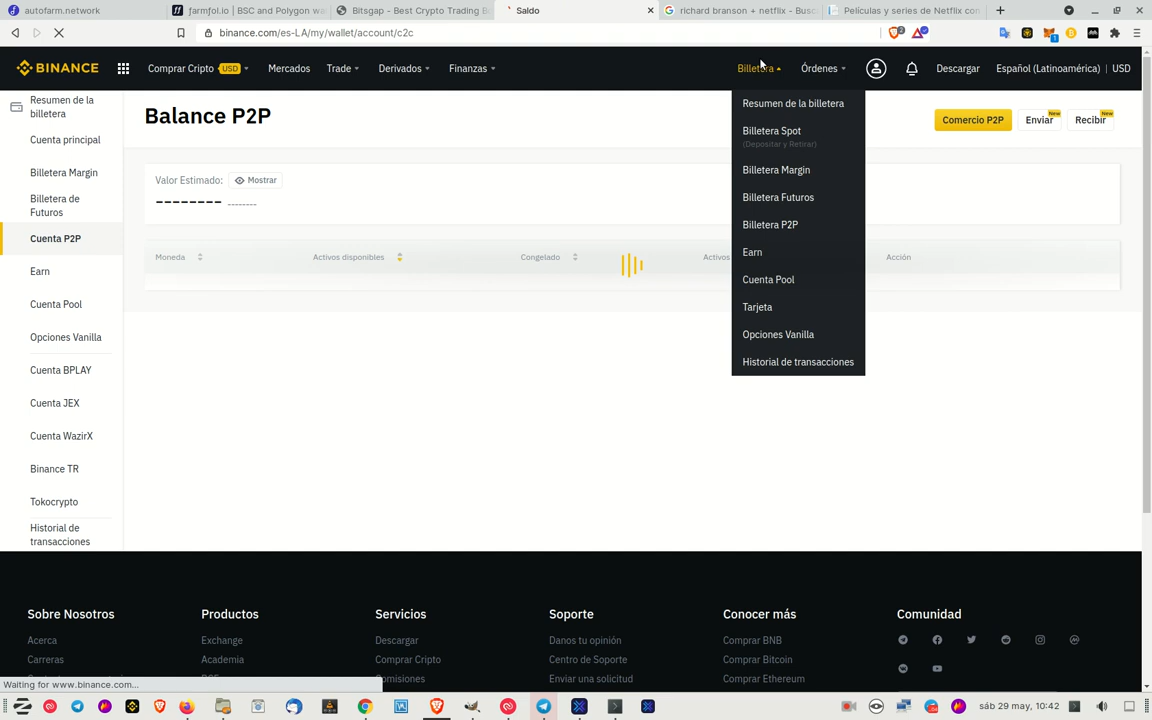 autofarm.network
farmfol.io | BSC and Polygon wa
Bitsgap - Best Crypto Trading B
Saldo
richard branson + netflix - Bus
Películas y series de Netflix con
binance.com/es-LA/my/wallet/account/c2c
BINANCE
Comprar Cripto USD
Mercados
Trade
Derivados
Finanzas
Billetera
Órdenes
Descargar
Español (Latinoamérica) | USD
Resumen de la billetera
Cuenta principal
Billetera Margin
Billetera de Futuros
Cuenta P2P
Earn
Cuenta Pool
Opciones Vanilla
Cuenta BPLAY
Cuenta JEX
Cuenta WazirX
Binance TR
Tokocrypto
Historial de transacciones
Balance P2P
Comercio P2P
Enviar New
Recibir New
Valor Estimado: Mostrar
-------- --------
Moneda
Activos disponibles
Congelado
Activos
Acción
Resumen de la billetera
Billetera Spot
(Depositar y Retirar)
Billetera Margin
Billetera Futuros
Billetera P2P
Earn
Cuenta Pool
Tarjeta
Opciones Vanilla
Historial de transacciones
Sobre Nosotros
Acerca
Carreras
Productos
Exchange
Academia
Servicios
Descargar
Comprar Cripto
omisiones
Soporte
Danos tu opinión
Centro de Soporte
Enviar una solicitud
Conocer más
Comprar BNB
Comprar Bitcoin
Comprar Ethereum
Comunidad
Waiting for www.binance.com...
sáb 29 may, 10:42